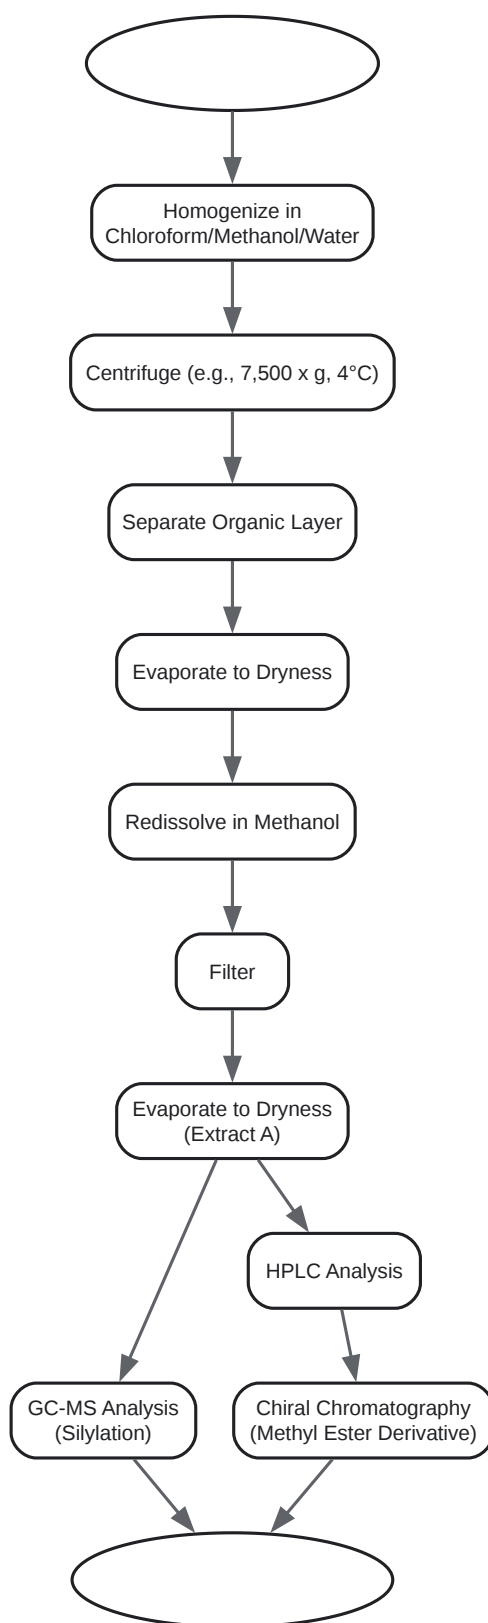 Homogenize in
Chloroform/Methanol/Water
Centrifuge (e.g., 7,500 x g, 4°C)
Separate Organic Layer
Evaporate to Dryness
Redissolve in Methanol
Filter
Evaporate to Dryness
(Extract A)
HPLC Analysis
GC-MS Analysis
(Silylation)
Chiral Chromatography
(Methyl Ester Derivative)